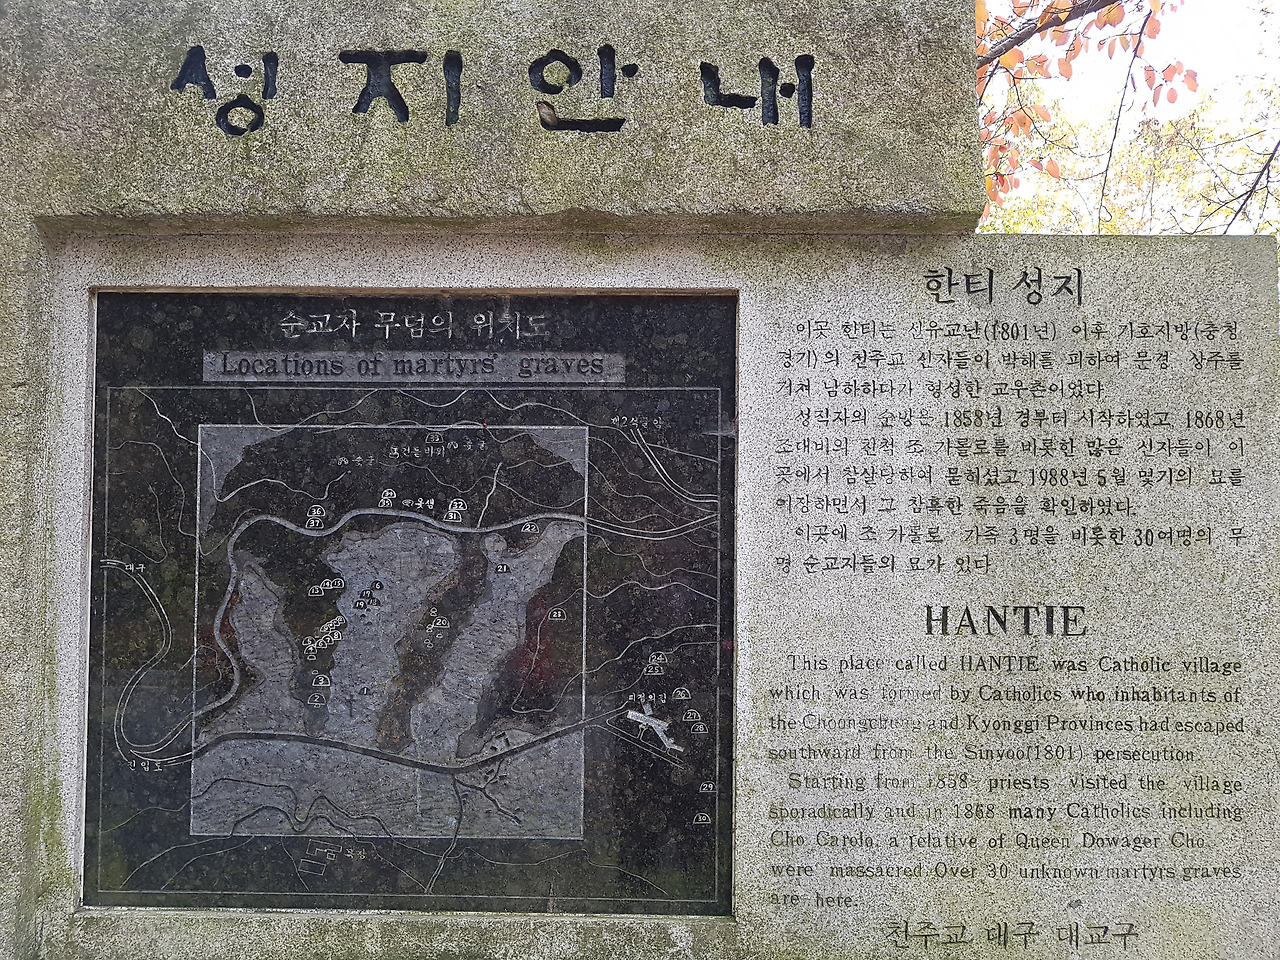 성지안내
순교자 무덤의 위치도
Locations of martyrs' graves
대구
진입도
목장
피정의집
한티 성지
이곳 한티는 신유교난(1801년) 이후 기호지방(충청
경기)의 천주교 신자들이 박해를 피하여 문경 상주를
거쳐 남하하다가 형성한 교우촌이었다
성직자의 순방은 1858년 경부터 시작하였고 1868년
조대비의 친척 조 가롤로를 비롯한 많은 신자들이 이
곳에서 참살당하여 묻히셨고 1988년 5월 몇기의 묘를
이장하면서 그 참혹한 죽음을 확인하였다.
이곳에 조 가롤로 가족 3명을 비롯한 30여명의 무
명 순교자들의 묘가 있다
HANTIE
This place called HANTIE was Catholic village
which was formed by Catholics who inhabitants of
the Choongchung and Kyonggi Provinces had escaped
southward from the Sinyoo(1801) persecution
Starting from 1858 priests visited the village
sporadically and in 1868 many Catholics including
Cho Carolo, a relative of Queen Dowager Cho
were massacred Over 30 unknown martyrs graves
are here.
천주교 대구 대교구